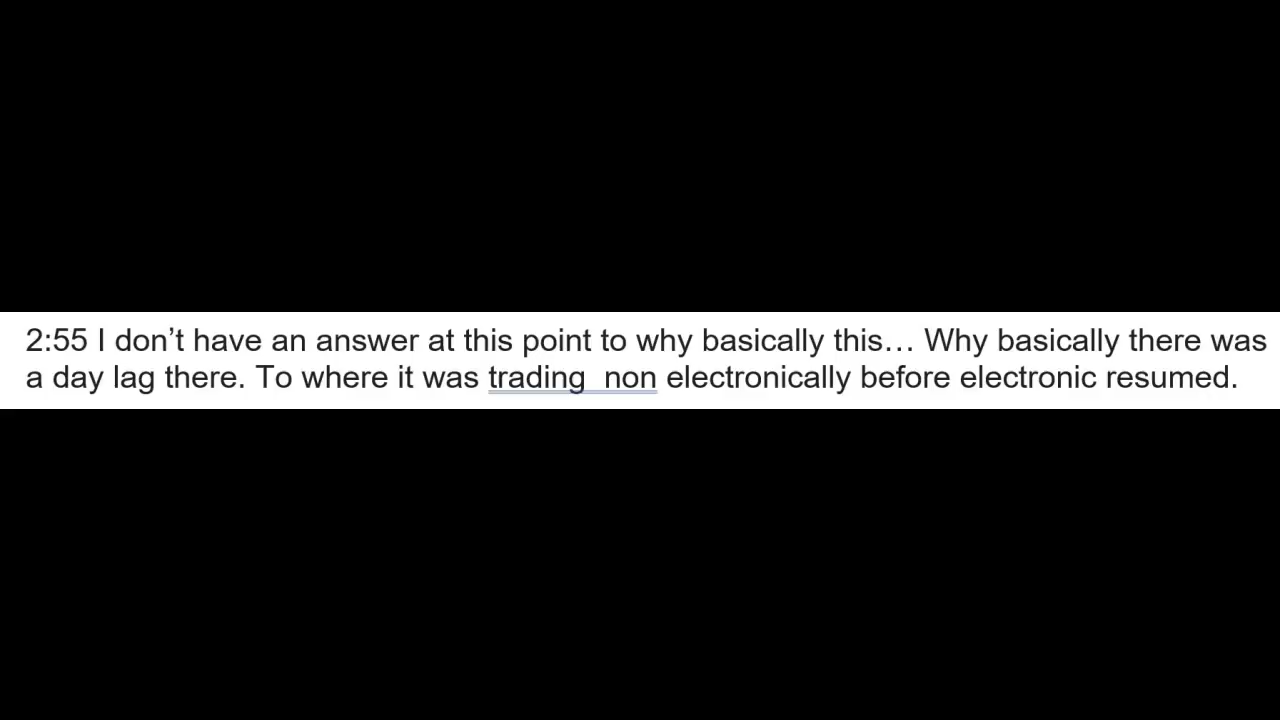 2:55 I don’t have an answer at this point to why basically this… Why basically there was
a day lag there. To where it was trading  non electronically before electronic resumed.